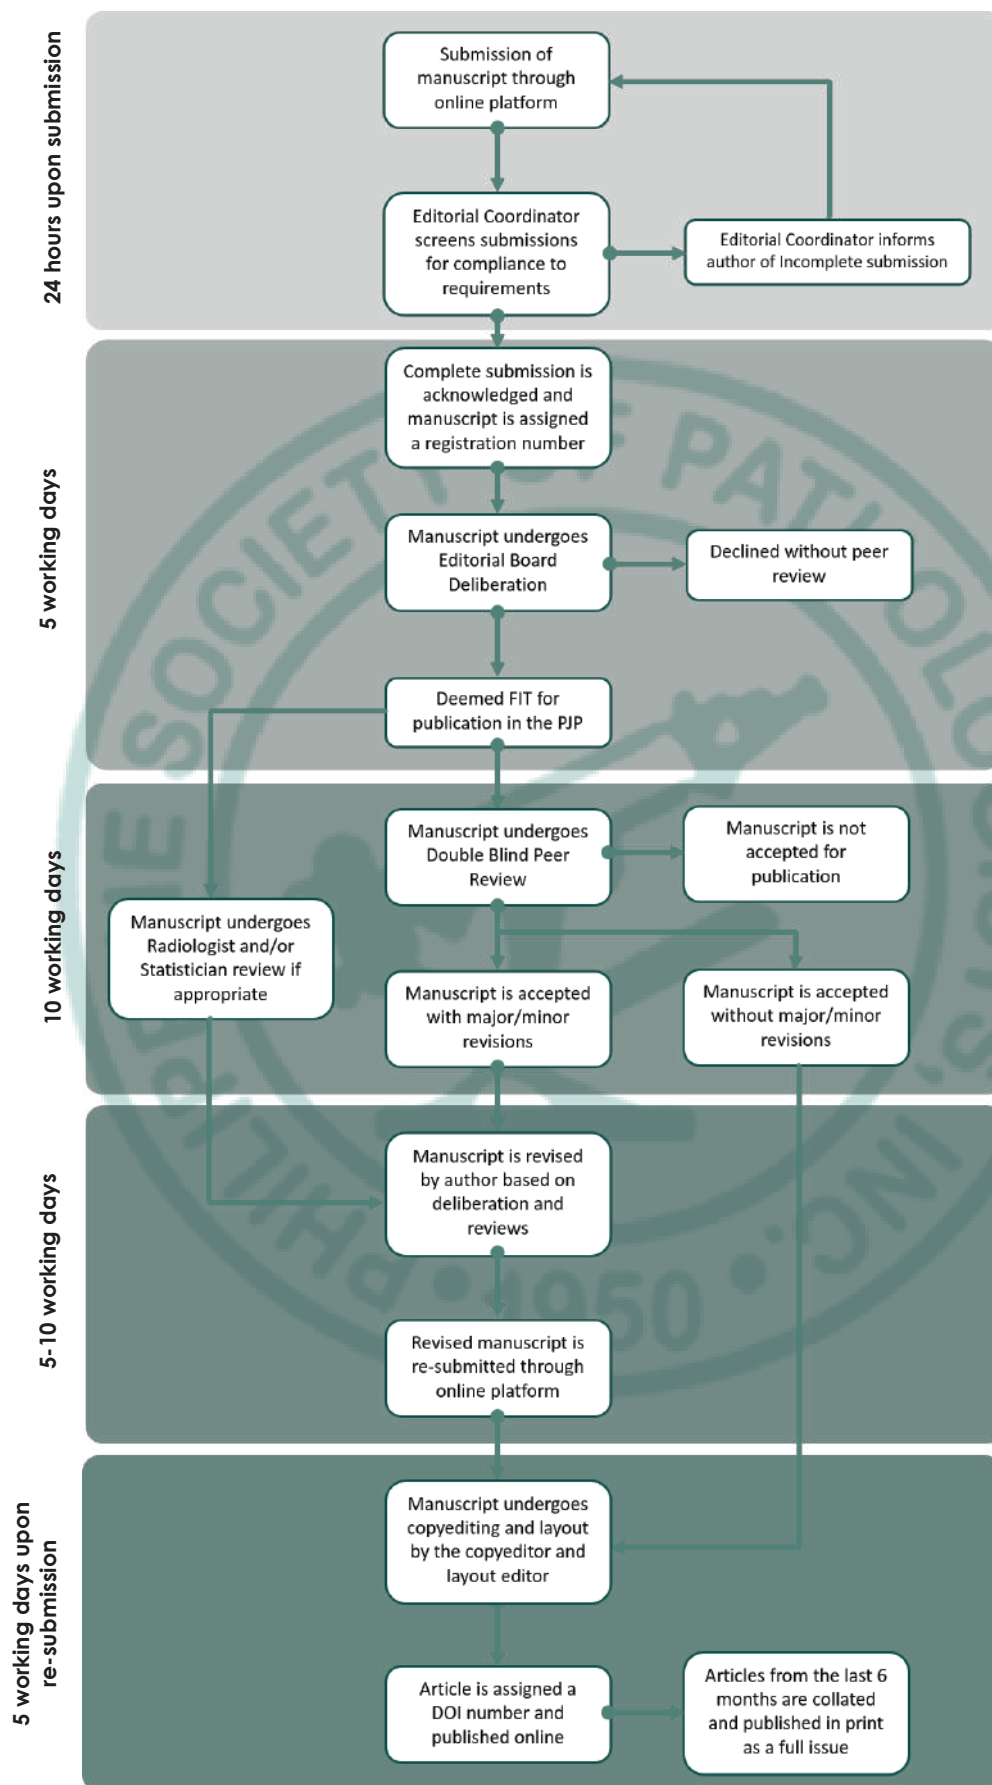 24 hours upon submission
Submission of
manuscript through
online platform
Editorial Coordinator
screens submissions
for compliance to
requirements
Editorial Coordinator informs
author of Incomplete submission
5 working days
Complete submission is
acknowledged and
manuscript is assigned
a registration number
Manuscript undergoes
Editorial Board
Deliberation
Declined without peer
review
Deemed FIT for
publication in the PJP
10 working days
Manuscript undergoes
Double Blind Peer
Review
Manuscript is not
accepted for
publication
Manuscript undergoes
Radiologist and/or
Statistician review if
appropriate
Manuscript is accepted
with major/minor
revisions
Manuscript is accepted
without major/minor
revisions
5-10 working days
Manuscript is revised
by author based on
deliberation and
reviews
Revised manuscript is
re-submitted through
online platform
5 working days upon
re-submission
Manuscript undergoes
copyediting and layout
by the copyeditor and
layout editor
Article is assigned a
DOI number and
published online
Articles from the last 6
months are collated
and published in print
as a full issue
PHILIPPINE SOCIETY OF PATHOLOGISTS, INC.
1950